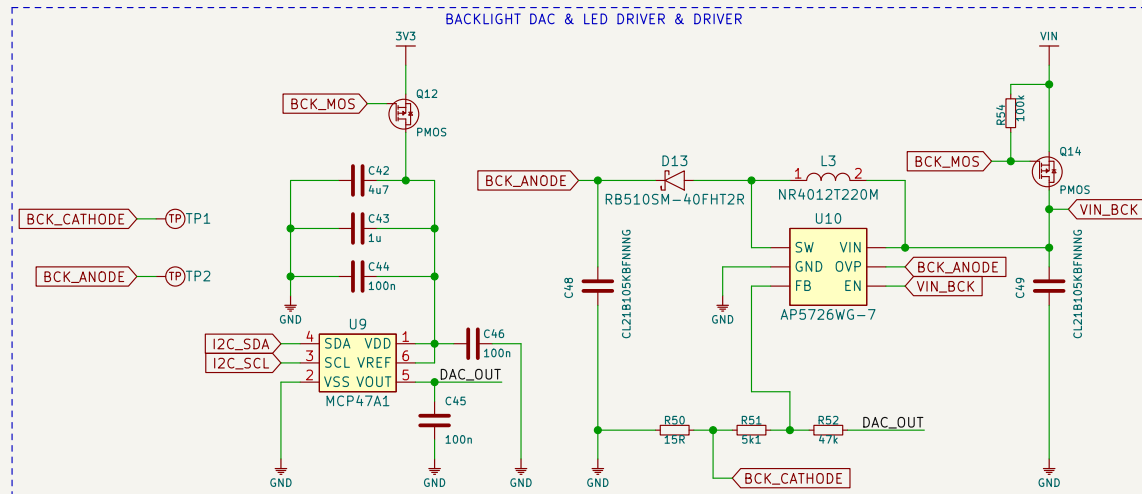 BACKLIGHT DAC & LED DRIVER & DRIVER
3V3
Q12
BCK_MOS
PMOS
C42
4u7
BCK_CATHODE
TP
TP1
C43
1u
BCK_ANODE
TP
TP2
C44
100n
GND
U9
I2C_SDA
4 SDA VDD 1
I2C_SCL
3 SCL VREF 6
2 VSS VOUT 5
MCP47A1
C46
100n
DAC_OUT
C45
100n
GND
GND
GND
VIN
R54
100k
BCK_MOS
Q14
PMOS
VIN_BCK
BCK_ANODE
D13
RB510SM-40FHT2R
L3
1 2
NR4012T220M
U10
SW VIN
GND OVP
FB EN
AP5726WG-7
BCK_ANODE
VIN_BCK
GND
C48
CL21B105KBFNNNG
C49
CL21B105KBFNNNG
R50
15R
R51
5k1
R52
47k
DAC_OUT
BCK_CATHODE
GND
GND